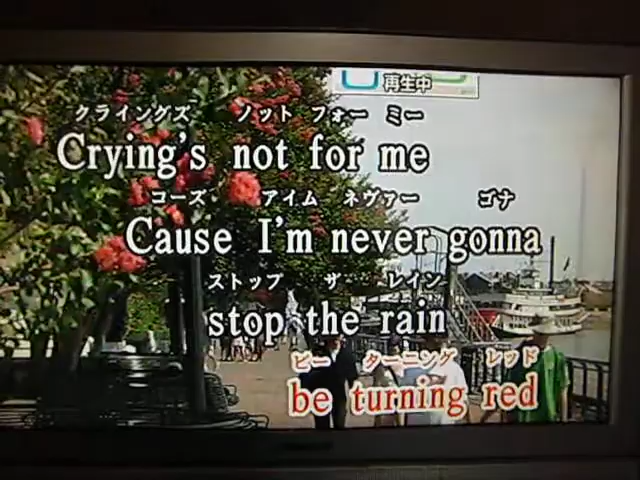 再生中
クライングズ ノット フォー ミー
Crying's not for me
コーズ アイム ネヴァー ゴナ
Cause I'm never gonna
ストップ ザ レイン
stop the rain
ビー ターニング レッド
be turning red